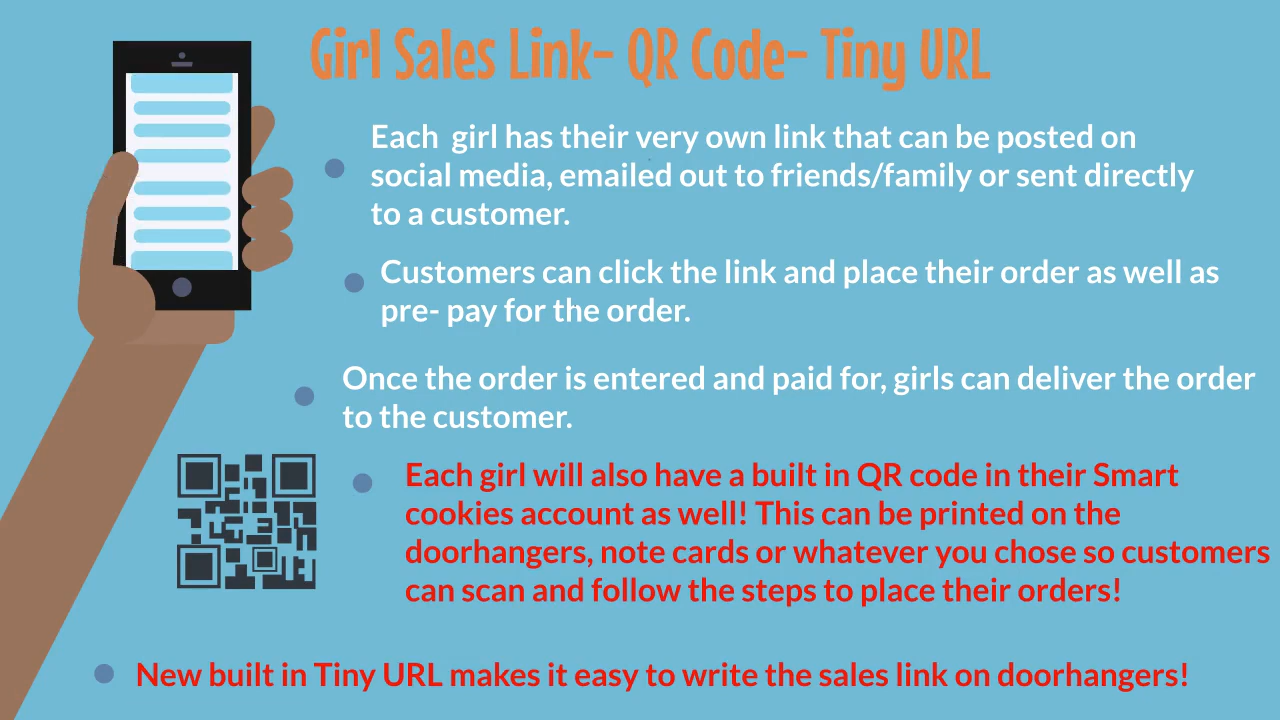 Girl Sales Link- QR Code- Tiny URL
Each girl has their very own link that can be posted on
social media, emailed out to friends/family or sent directly
to a customer.
Customers can click the link and place their order as well as
pre- pay for the order.
Once the order is entered and paid for, girls can deliver the order
to the customer.
Each girl will also have a built in QR code in their Smart
cookies account as well! This can be printed on the
doorhangers, note cards or whatever you chose so customers
can scan and follow the steps to place their orders!
New built in Tiny URL makes it easy to write the sales link on doorhangers!